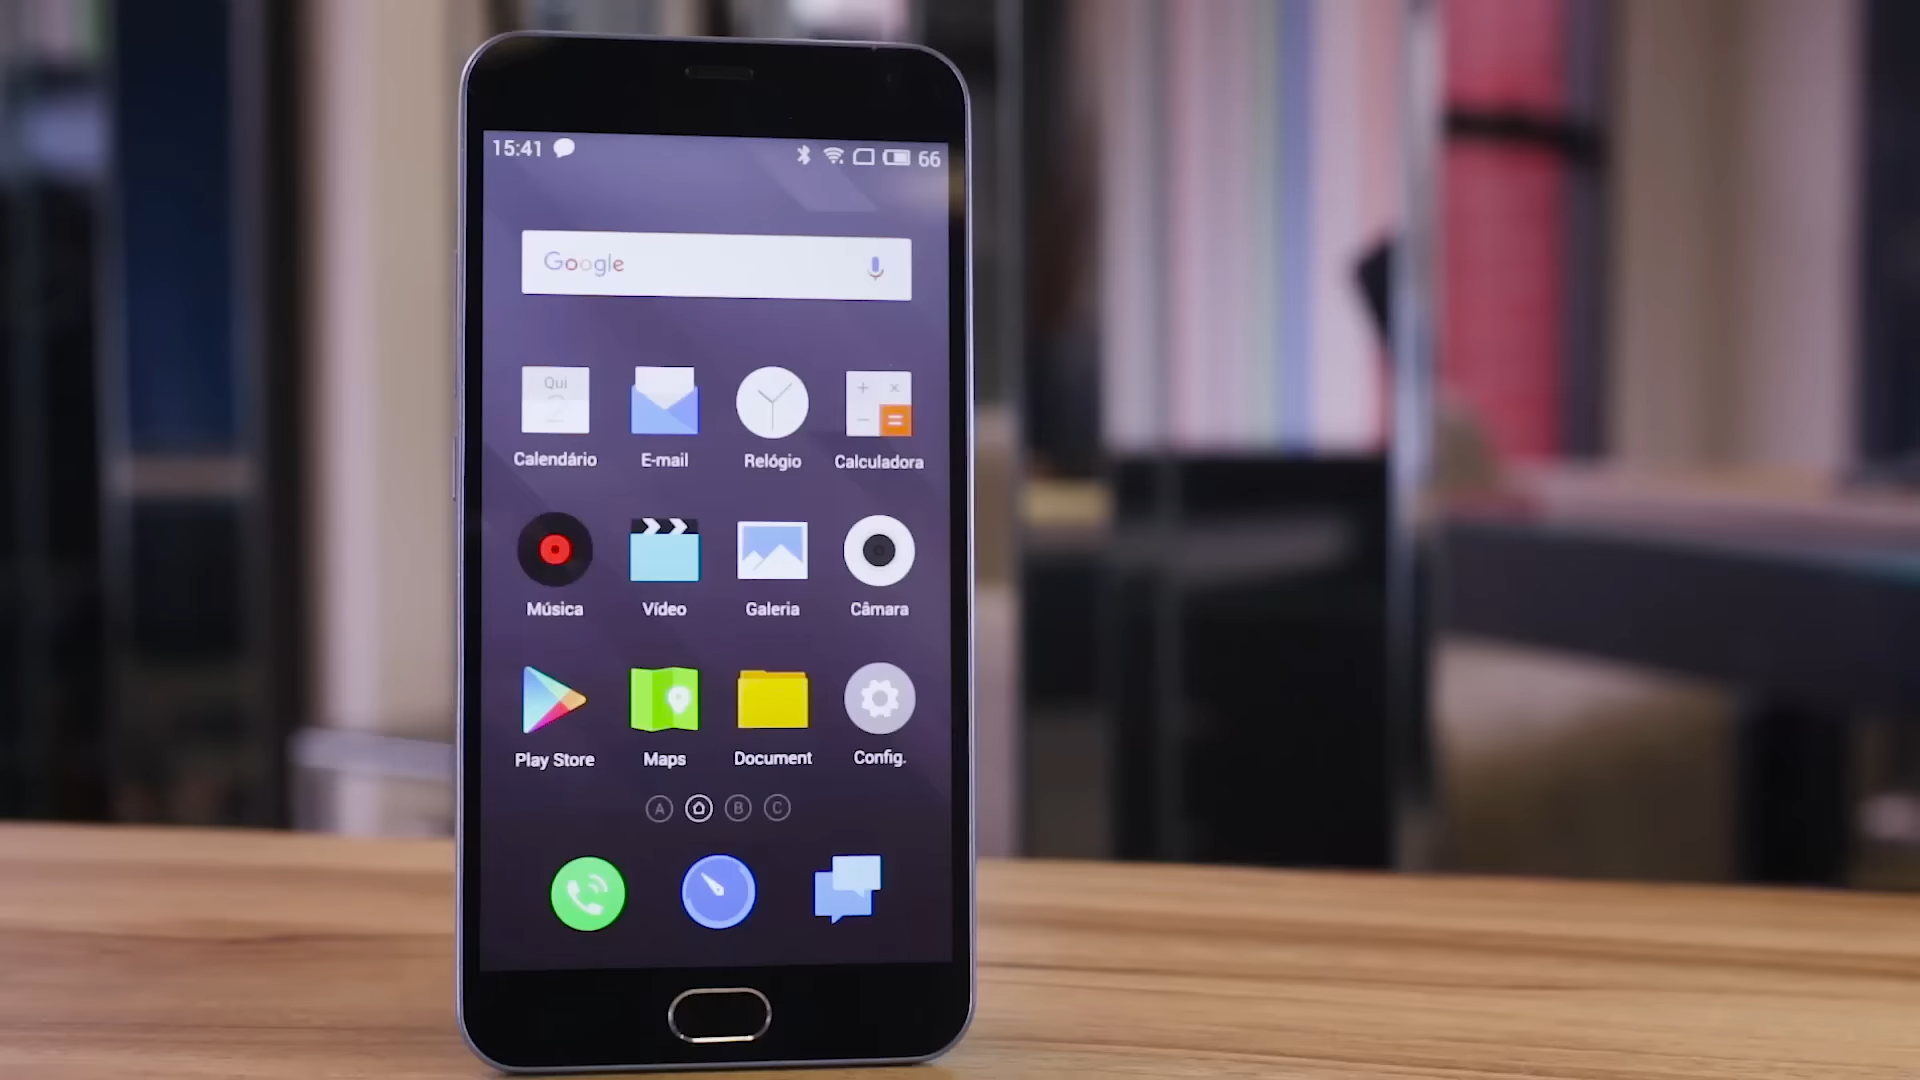 15:41 66
Google
Qui
Calendário E-mail Relógio Calculadora
Música Vídeo Galeria Câmara
Play Store Maps Document Config.
A B C